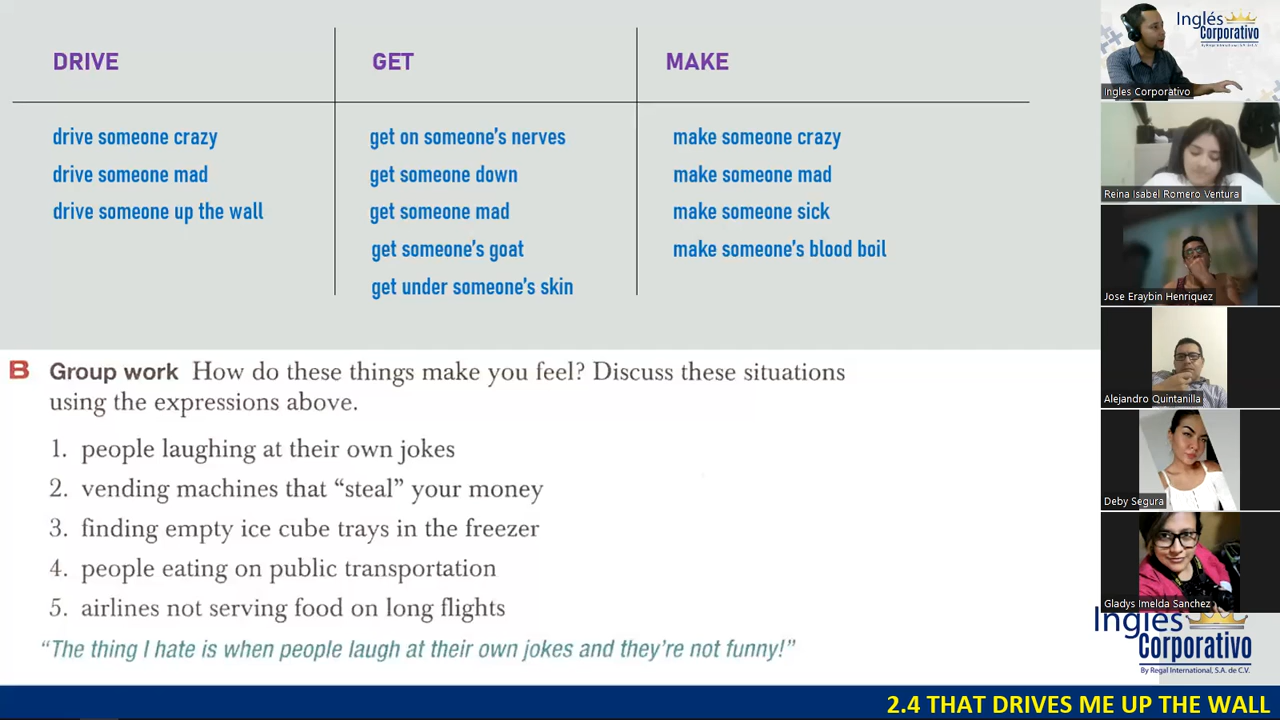 DRIVE GET MAKE
drive someone crazy get on someone's nerves make someone crazy
drive someone mad get someone down make someone mad
drive someone up the wall get someone mad make someone sick
get someone's goat make someone's blood boil
get under someone's skin
B Group work How do these things make you feel? Discuss these situations
using the expressions above.
1. people laughing at their own jokes
2. vending machines that “steal” your money
3. finding empty ice cube trays in the freezer
4. people eating on public transportation
5. airlines not serving food on long flights
“The thing I hate is when people laugh at their own jokes and they're not funny!”
2.4 THAT DRIVES ME UP THE WALL
Inglés
Corporativo
By Regal International, S.A. de C.V.
Ingles Corporativo
Reina Isabel Romero Ventura
Jose Eraybin Henriquez
Alejandro Quintanilla
Deby Segura
Gladys Imelda Sanchez
Inglés
Corporativo
By Regal International, S.A. de C.V.